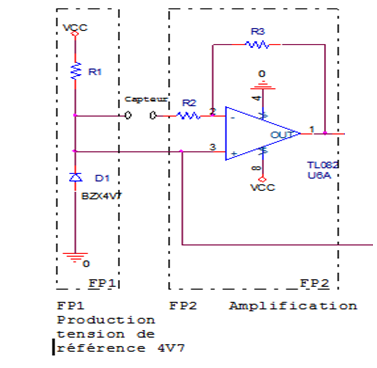 VCC
R3
R1
0
Capteur
R2
4
2
-
OUT
1
3
+
TL082
U6A
8
VCC
D1
BZX4V7
0
FP1
FP2
FP1
Production
tension de
référence 4V7
FP2 Amplification